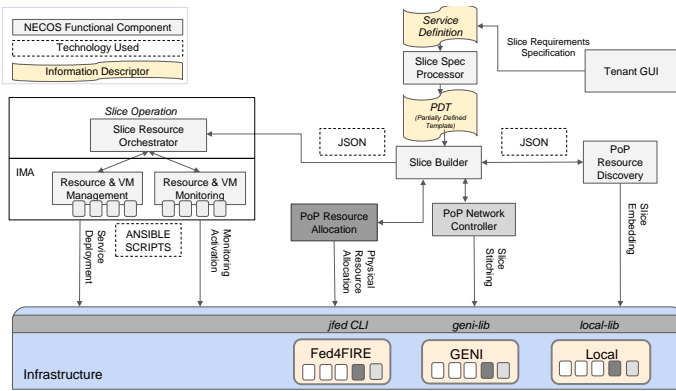 NECOS Functional Component
Technology Used
Information Descriptor
Service
Definition
Slice Requirements
Specification
Tenant GUI
Slice Spec
Processor
PDT
(Partially Defined
Template)
Slice Operation
Slice Resource
Orchestrator
JSON
JSON
Slice Builder
PoP
Resource
Discovery
IMA
Resource & VM
Management
Resource & VM
Monitoring
PoP Resource
Allocation
PoP Network
Controller
Service
Deployment
ANSIBLE
SCRIPTS
Monitoring
Activation
Physical
Resource
Allocation
Slice
Stitching
Slice
Embedding
jfed CLI
geni-lib
local-lib
Fed4FIRE
GENI
Local
Infrastructure